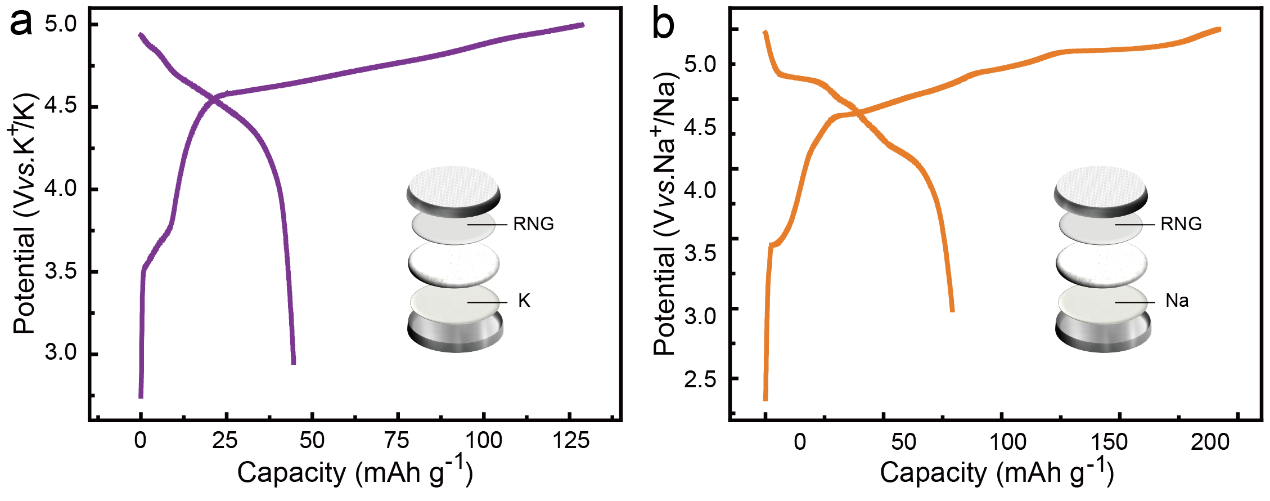 a
5.0
4.5
4.0
3.5
3.0
Potential (Vvs.K⁺/K)
RNG
K
0 25 50 75 100 125
Capacity (mAh g⁻¹)
b
5.0
4.5
4.0
3.5
3.0
2.5
Potential (Vvs.Na⁺/Na)
RNG
Na
0 50 100 150 200
Capacity (mAh g⁻¹)